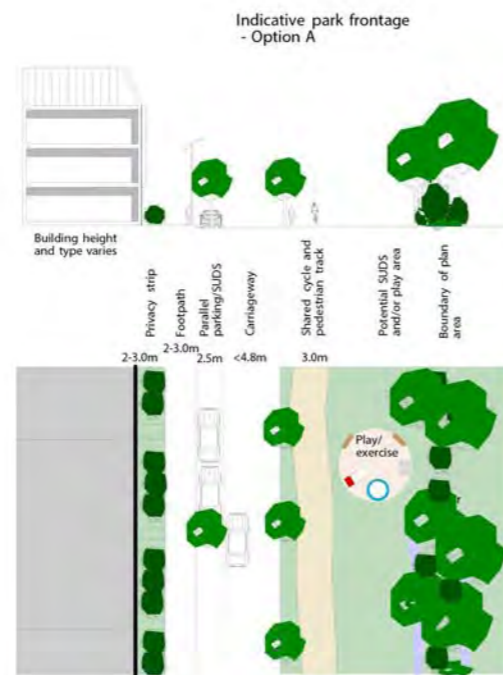 Indicative park frontage
- Option A
Building height
and type varies
Privacy strip
Footpath
Parallel
parking/SUDS
Carriageway
Shared cycle and
pedestrian track
Potential SUDS
and/or play area
Boundary of plan
area
2-3.0m
2-3.0m
2.5m
<4.8m
3.0m
Play/
exercise